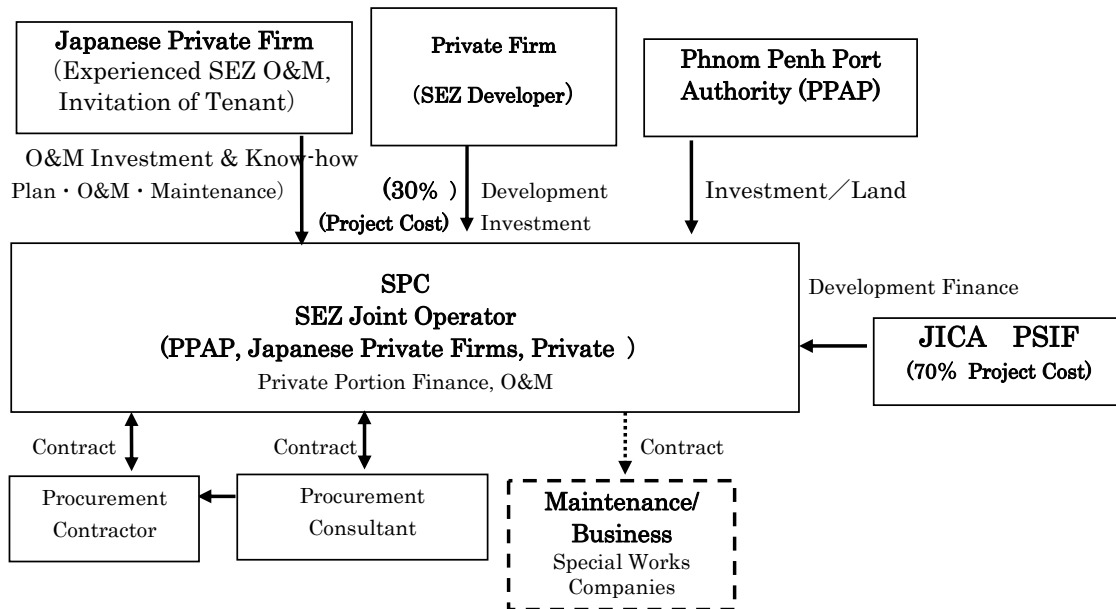 Japanese Private Firm
(Experienced SEZ O&M,
Invitation of Tenant)
Private Firm
(SEZ Developer)
Phnom Penh Port
Authority (PPAP)
O&M Investment & Know-how
Plan・O&M・Maintenance)
(30% )
(Project Cost)
Development
Investment
Investment／Land
SPC
SEZ Joint Operator
(PPAP, Japanese Private Firms, Private )
Private Portion Finance, O&M
Development Finance
JICA PSIF
(70% Project Cost)
Contract
Contract
Contract
Procurement
Contractor
Procurement
Consultant
Maintenance/
Business
Special Works
Companies